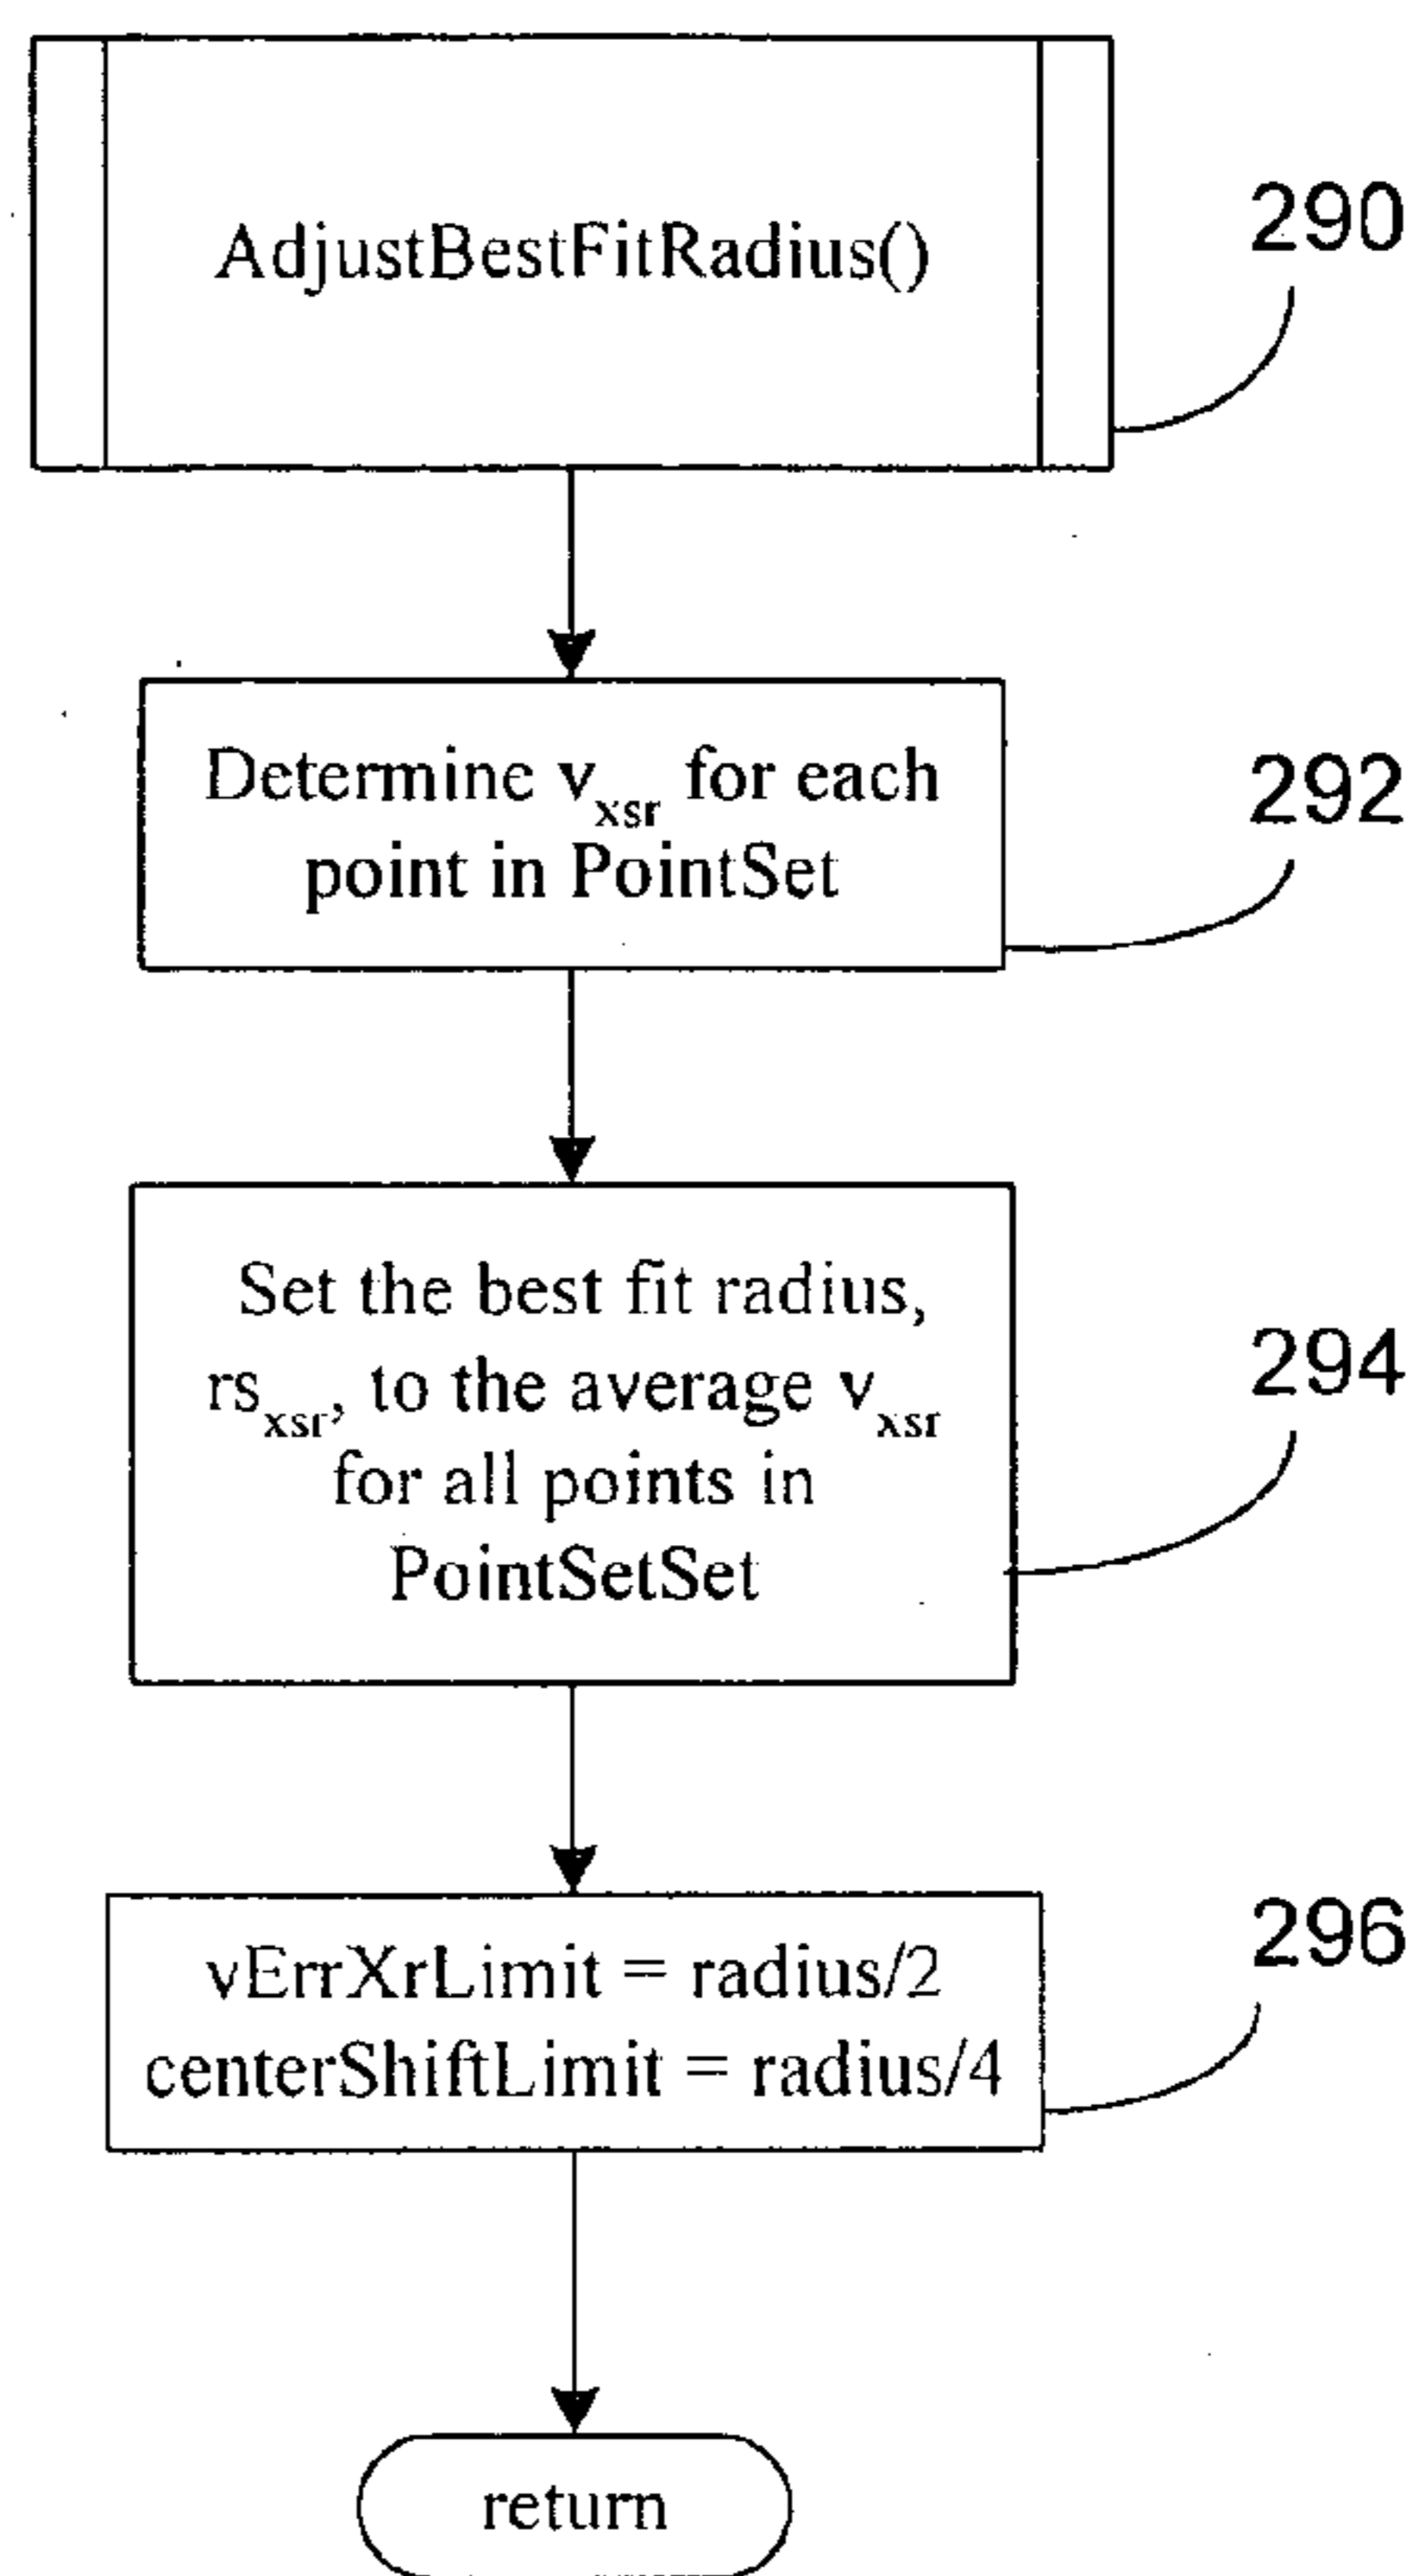 AdjustBestFitRadius()
290
Determine v_xsr for each
point in PointSet
292
Set the best fit radius,
rs_xsr, to the average v_xsr
for all points in
PointSetSet
294
vErrXrLimit = radius/2
centerShiftLimit = radius/4
296
return